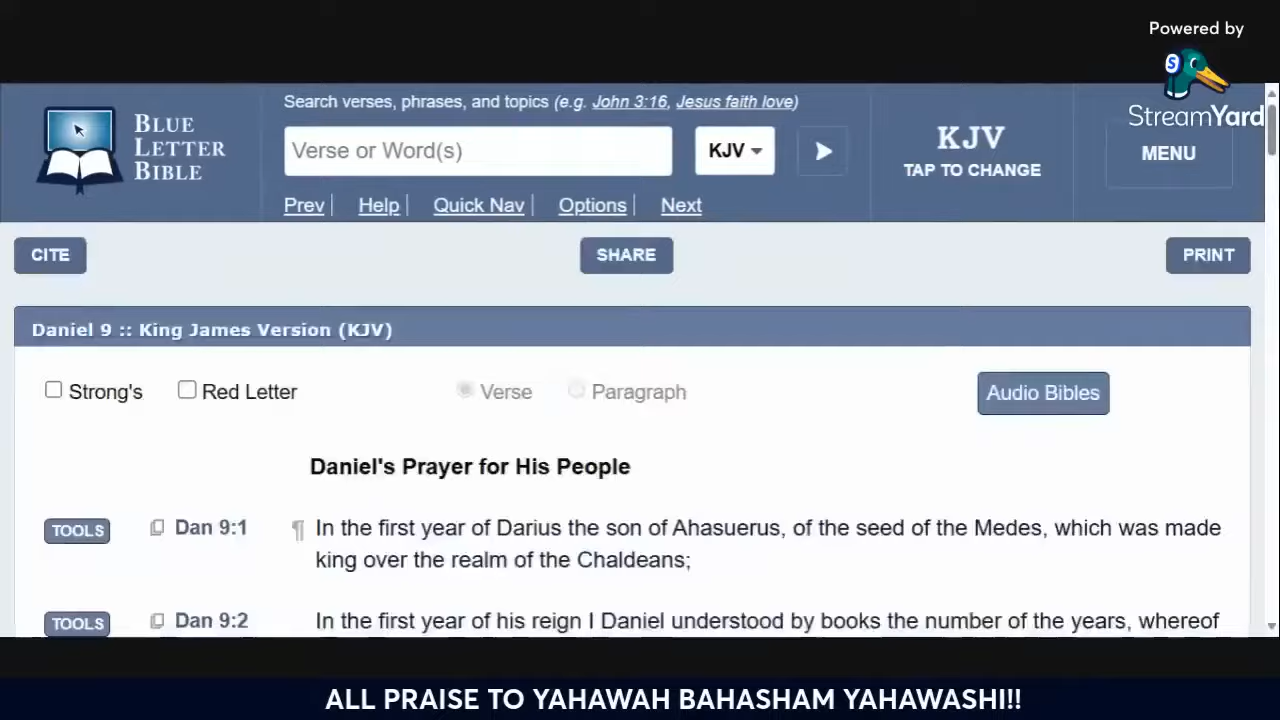 Powered by
StreamYard
BLUE
LETTER
BIBLE
Search verses, phrases, and topics (e.g. John 3:16, Jesus faith love)
Verse or Word(s)
KJV
KJV
TAP TO CHANGE
MENU
Prev | Help | Quick Nav | Options | Next
CITE
SHARE
PRINT
Daniel 9 :: King James Version (KJV)
Strong's Red Letter Verse Paragraph
Audio Bibles
Daniel's Prayer for His People
TOOLS Dan 9:1 ¶ In the first year of Darius the son of Ahasuerus, of the seed of the Medes, which was made
king over the realm of the Chaldeans;
TOOLS Dan 9:2 In the first year of his reign I Daniel understood by books the number of the years, whereof
ALL PRAISE TO YAHAWAH BAHASHAM YAHAWASHI!!